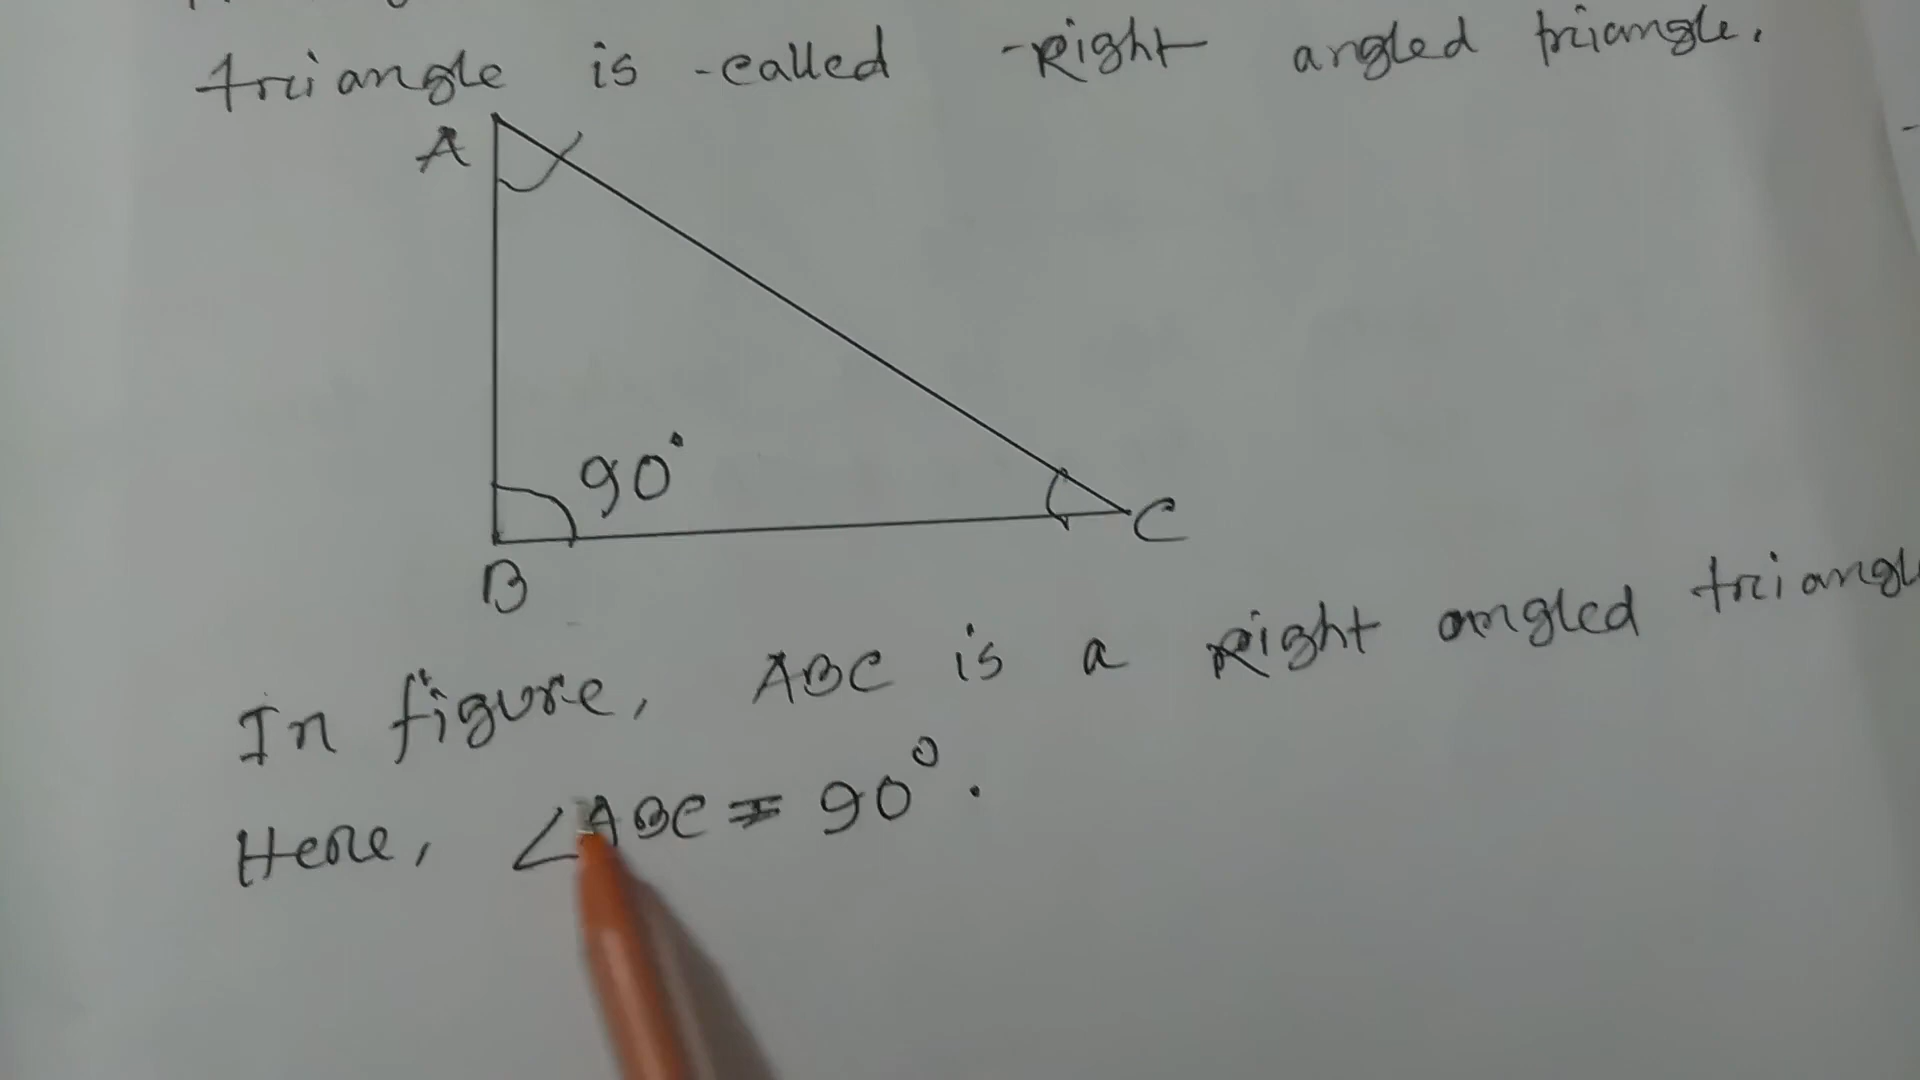 triangle is called Right angled triangle.
A
90°
B
C
In figure, ABC is a Right angled triangl
Here, ∠ABC = 90°.